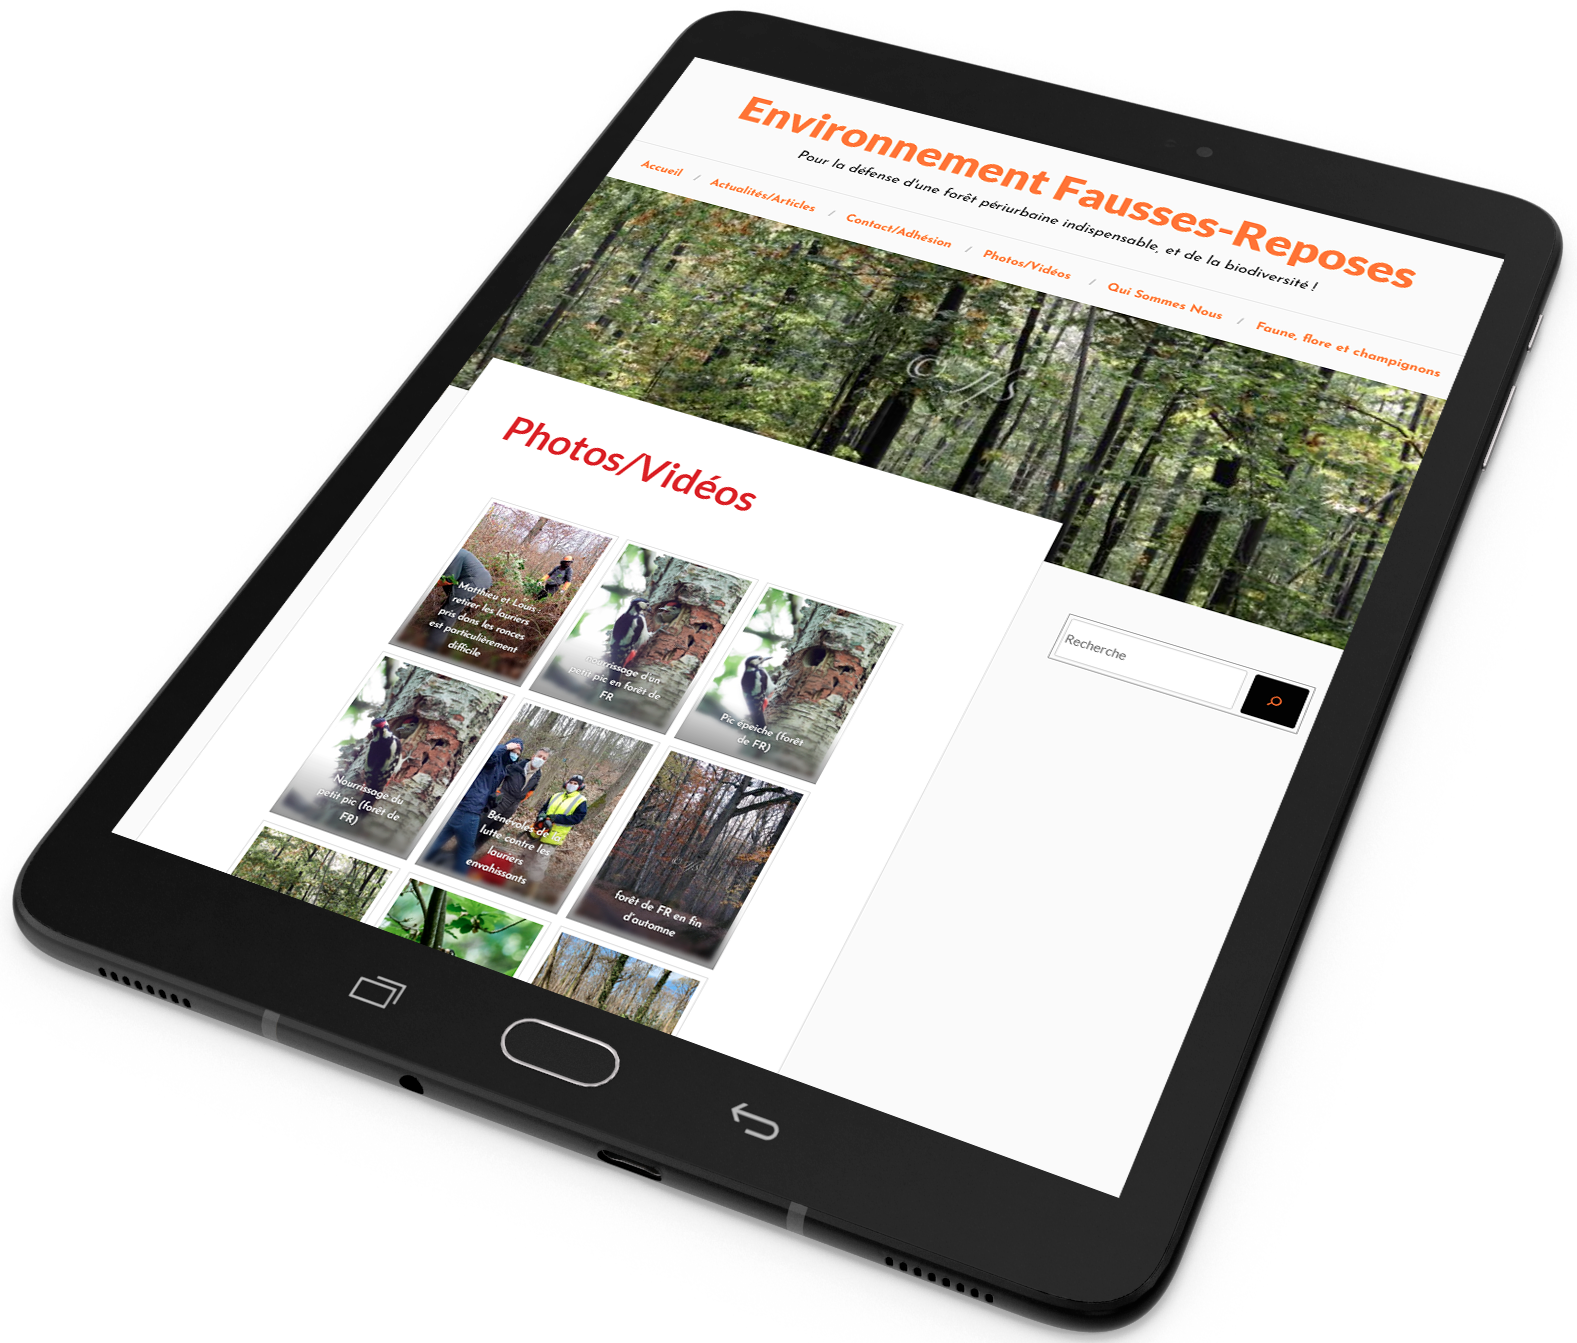 Environnement Fausses-Reposes
Pour la défense d'une forêt périurbaine indispensable, et de la biodiversité !
Accueil / Actualités/Articles / Contact/Adhésion / Photos/Vidéos / Qui Sommes Nous / Faune, flore et champignons
Photos/Vidéos
Recherche
Matthieu et Louis :
retirer les lauriers
pris dans les ronces
est particulièrement
difficile
nourrissage d'un
petit pic en forêt de
FR
Pic épeiche (forêt
de FR)
Nourrissage du
petit pic (forêt de
FR)
Bénévoles de la
lutte contre les
lauriers
envahissants
forêt de FR en fin
d'automne